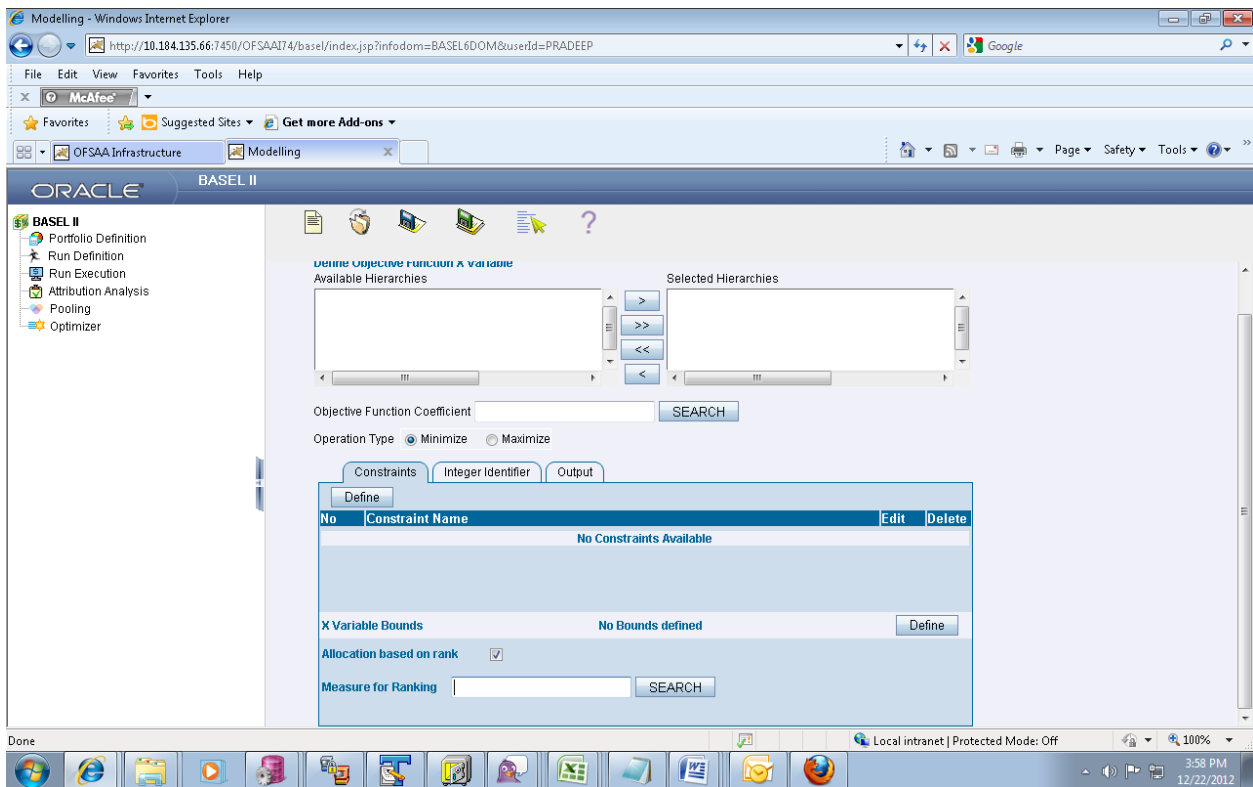 Modelling - Windows Internet Explorer
http://10.184.135.66:7450/OFSAAI74/basel/index.jsp?infodom=BASEL6DOM&userId=PRADEEP
Google
File Edit View Favorites Tools Help
x McAfee
Favorites Suggested Sites Get more Add-ons
OFSAA Infrastructure Modelling x Page Safety Tools
ORACLE BASEL II
BASEL II
Portfolio Definition
Run Definition
Run Execution
Attribution Analysis
Pooling
Optimizer
Define Objective Function X Variable
Available Hierarchies Selected Hierarchies
>
>>
<<
<
Objective Function Coefficient SEARCH
Operation Type Minimize Maximize
Constraints Integer Identifier Output
Define
No Constraint Name Edit Delete
No Constraints Available
X Variable Bounds No Bounds defined Define
Allocation based on rank
Measure for Ranking SEARCH
Done Local intranet | Protected Mode: Off 100%
3:58 PM
12/22/2012